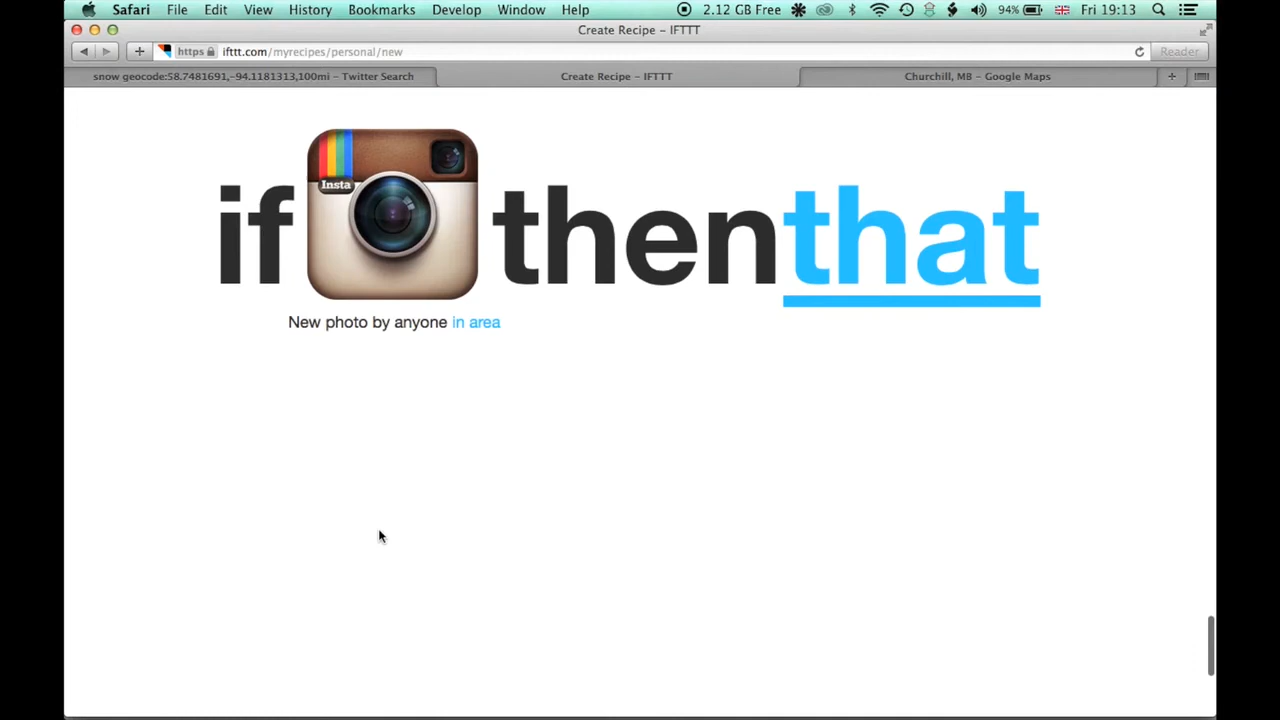 Safari File Edit View History Bookmarks Develop Window Help 2.12 GB Free 94% Fri 19:13
Create Recipe – IFTTT
https ifttt.com/myrecipes/personal/new Reader
snow geocode:58.7481691,–94.1181313,100mi – Twitter Search Create Recipe – IFTTT Churchill, MB – Google Maps +
if Insta then that
New photo by anyone in area